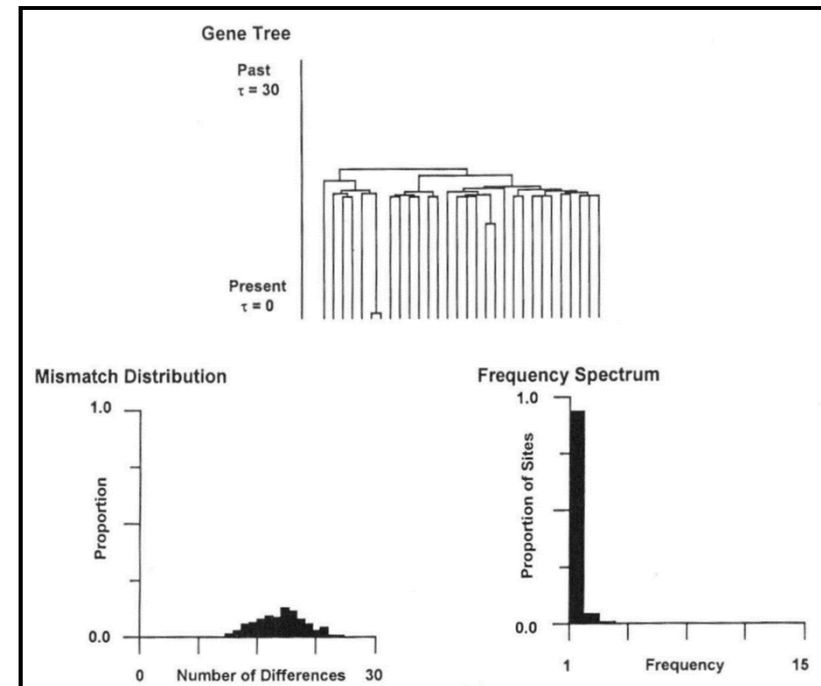 Gene Tree
Past
τ = 30
Present
τ = 0
Mismatch Distribution
1.0
Proportion
0.0
0
Number of Differences
30
Frequency Spectrum
1.0
Proportion of Sites
0.0
1
Frequency
15